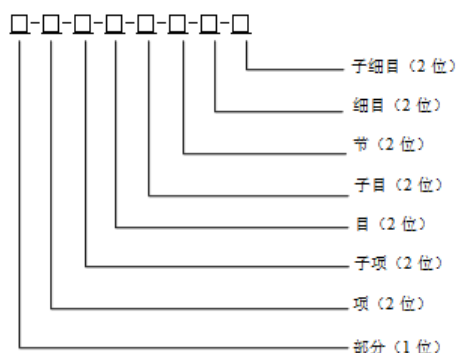 □-□-□-□-□-□-□-□
子细目（2 位）
细目（2 位）
节（2 位）
子目（2 位）
目（2 位）
子项（2 位）
项（2 位）
部分（1 位）